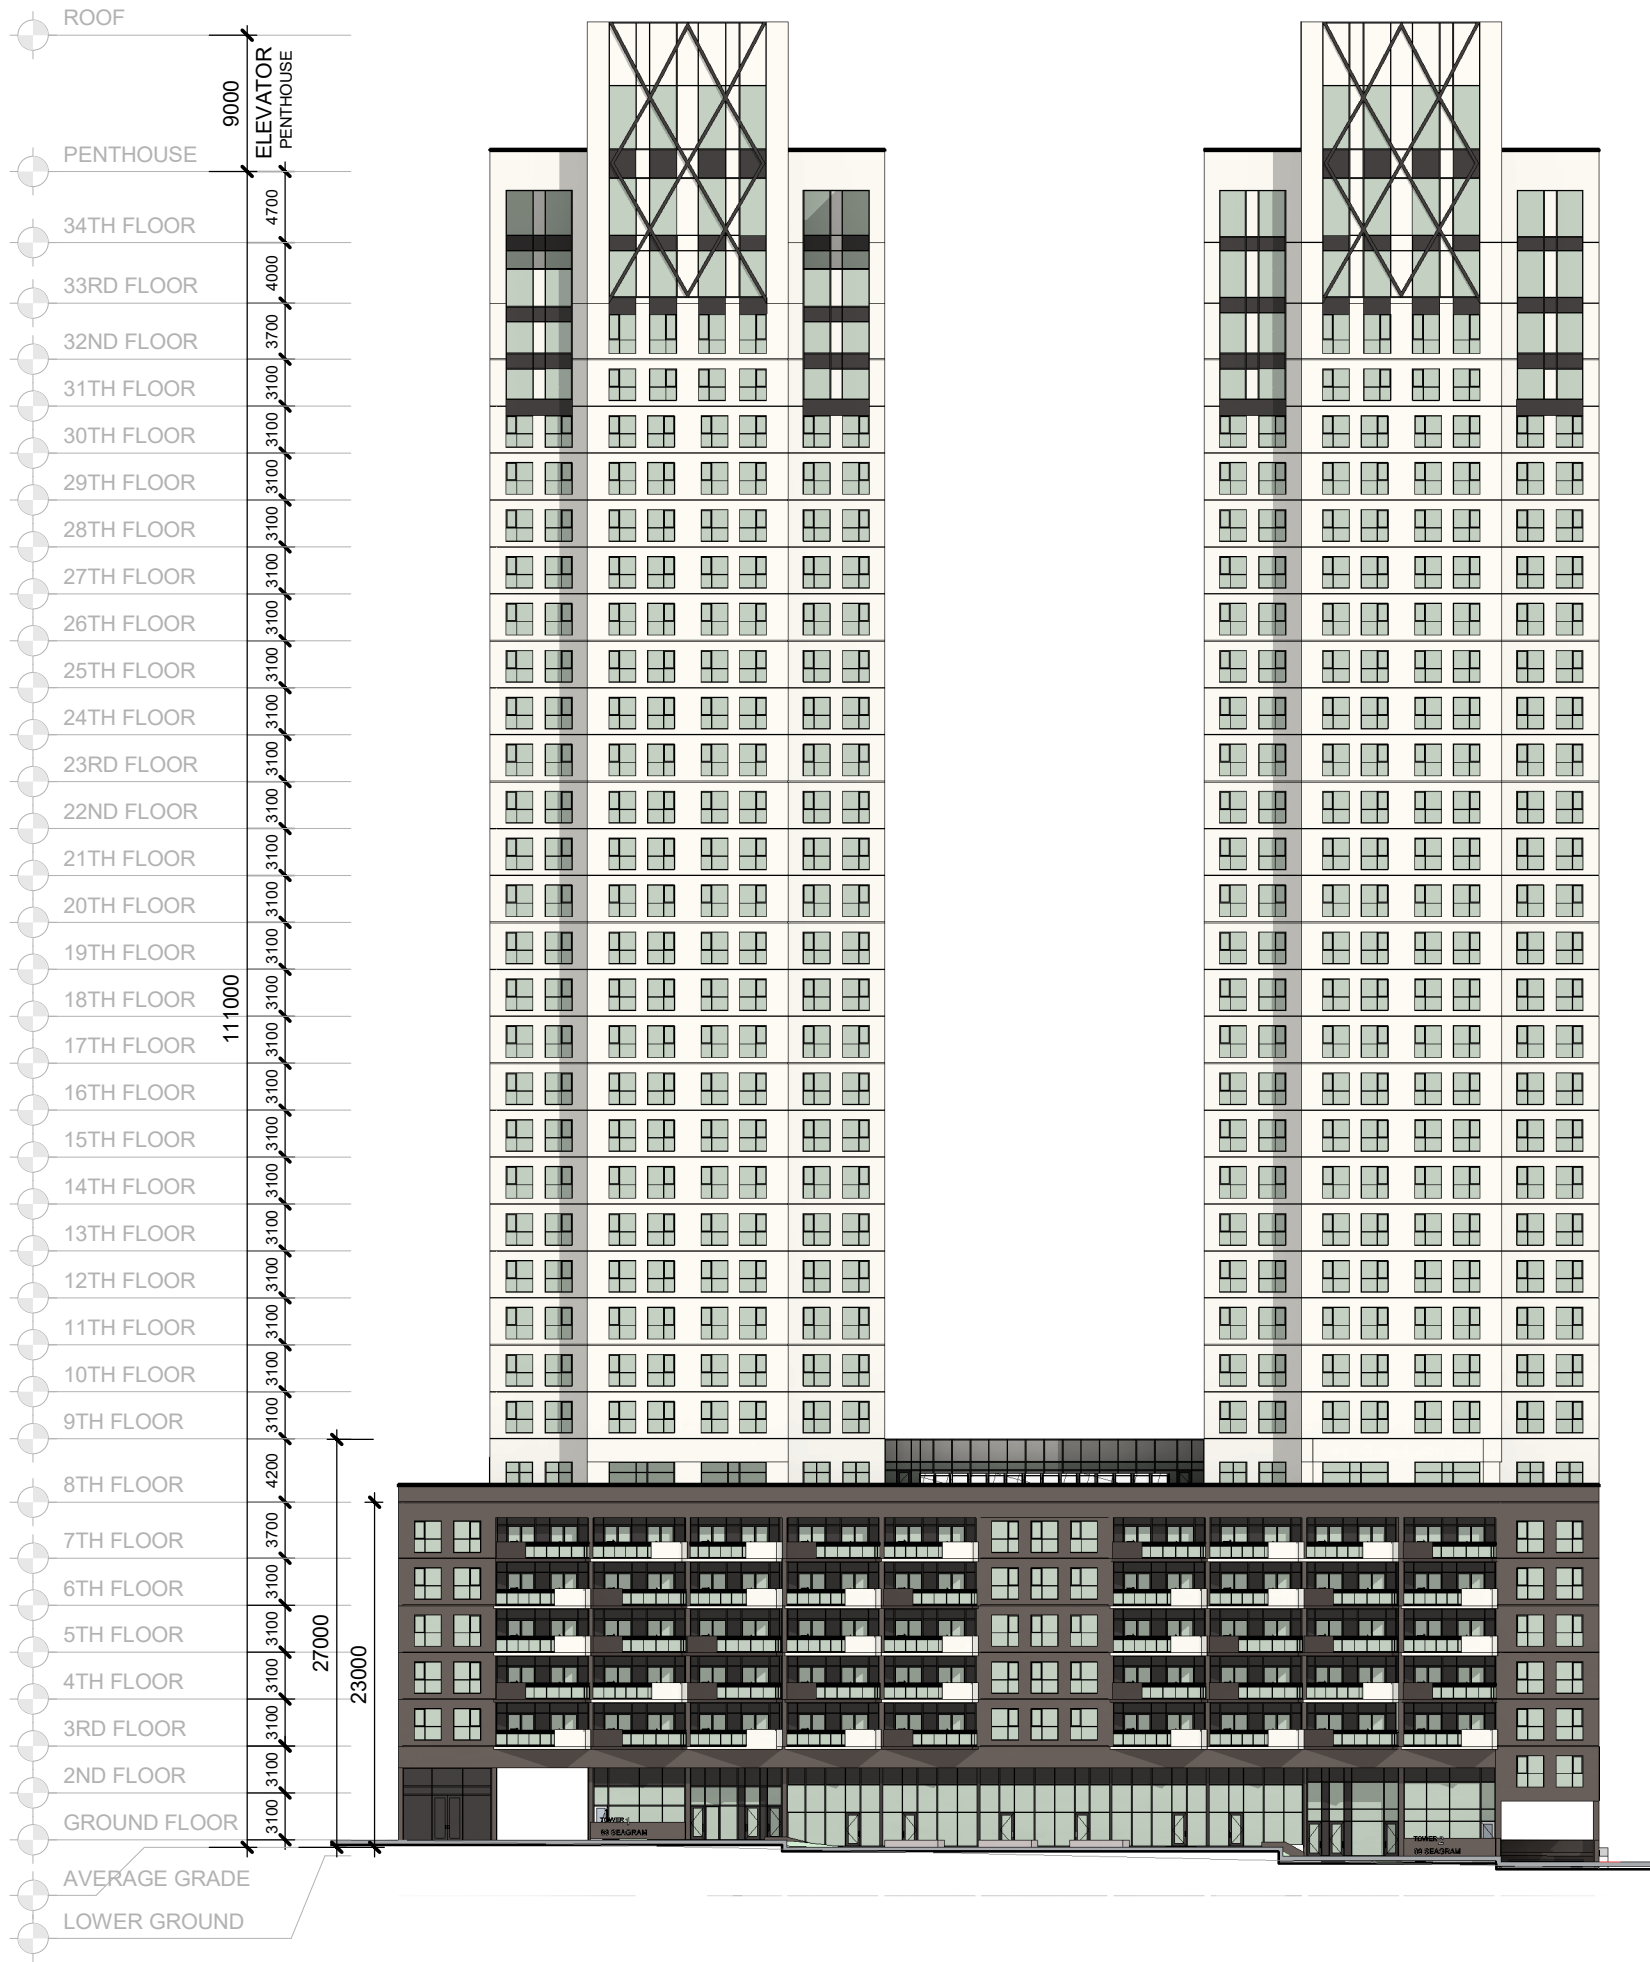 ROOF
9000
ELEVATOR
PENTHOUSE
PENTHOUSE
4700
34TH FLOOR
4000
33RD FLOOR
3700
32ND FLOOR
3100
31TH FLOOR
3100
30TH FLOOR
3100
29TH FLOOR
3100
28TH FLOOR
3100
27TH FLOOR
3100
26TH FLOOR
3100
25TH FLOOR
3100
24TH FLOOR
3100
23RD FLOOR
3100
22ND FLOOR
3100
21TH FLOOR
3100
20TH FLOOR
3100
19TH FLOOR
3100
111000
18TH FLOOR
3100
17TH FLOOR
3100
16TH FLOOR
3100
15TH FLOOR
3100
14TH FLOOR
3100
13TH FLOOR
3100
12TH FLOOR
3100
11TH FLOOR
3100
10TH FLOOR
3100
9TH FLOOR
3100
8TH FLOOR
4200
7TH FLOOR
3700
6TH FLOOR
3100
5TH FLOOR
3100
27000
23000
4TH FLOOR
3100
3RD FLOOR
3100
2ND FLOOR
3100
GROUND FLOOR
3100
TOWER
SEAGRAM
TOWER
SEAGRAM
AVERAGE GRADE
LOWER GROUND